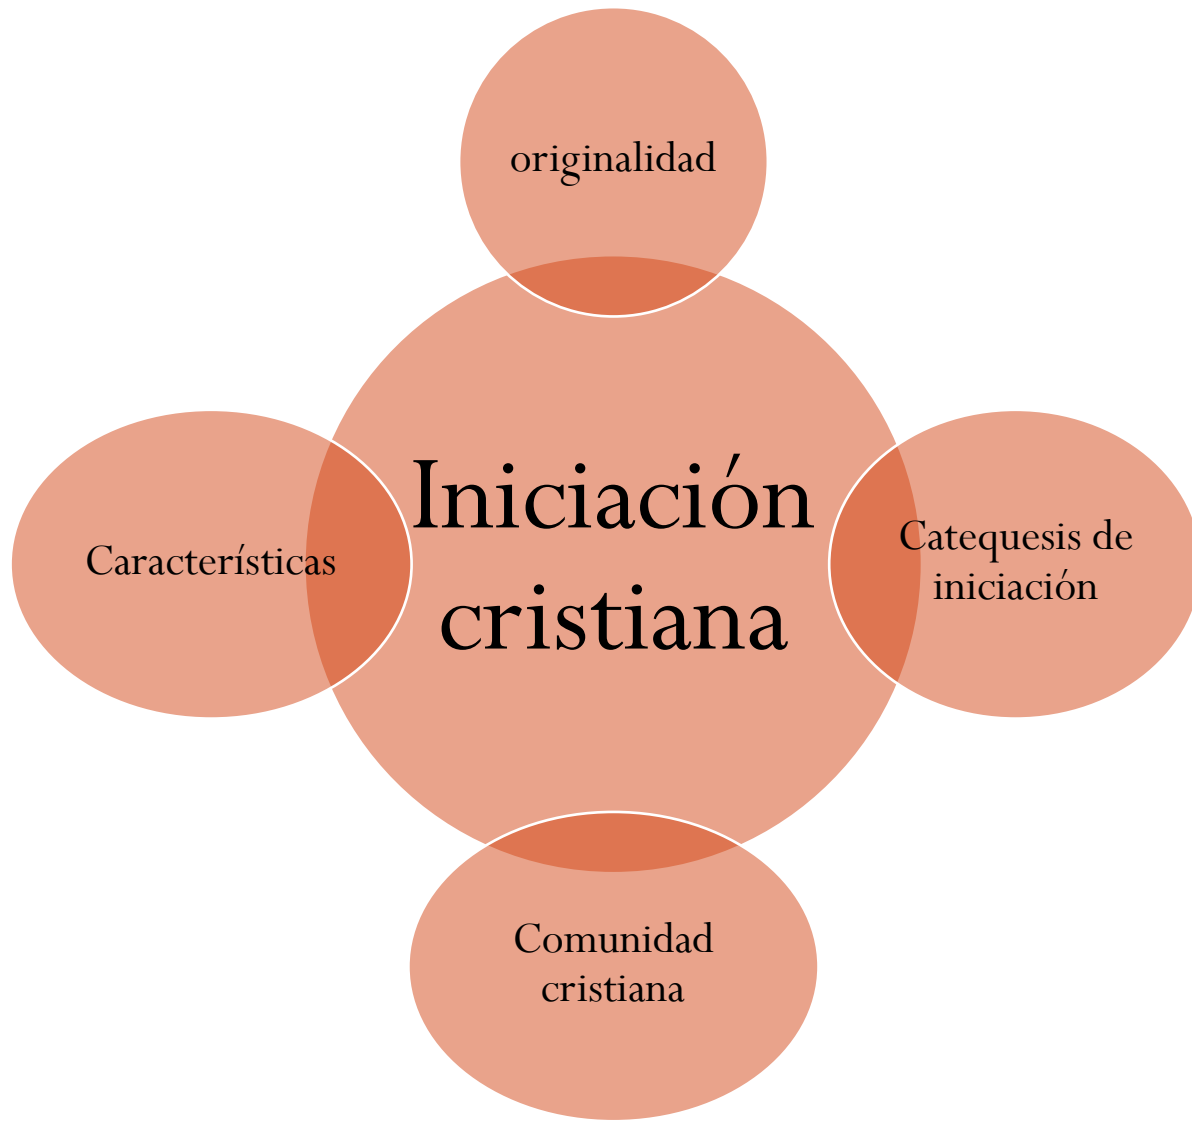 originalidad
Características
Iniciación
cristiana
Catequesis de
iniciación
Comunidad
cristiana